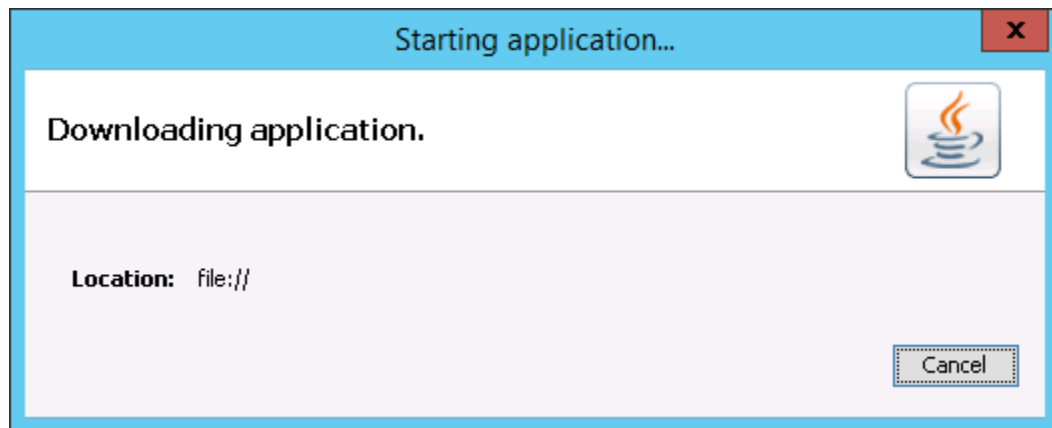 Starting application...
x
Downloading application.
Location: file://
Cancel